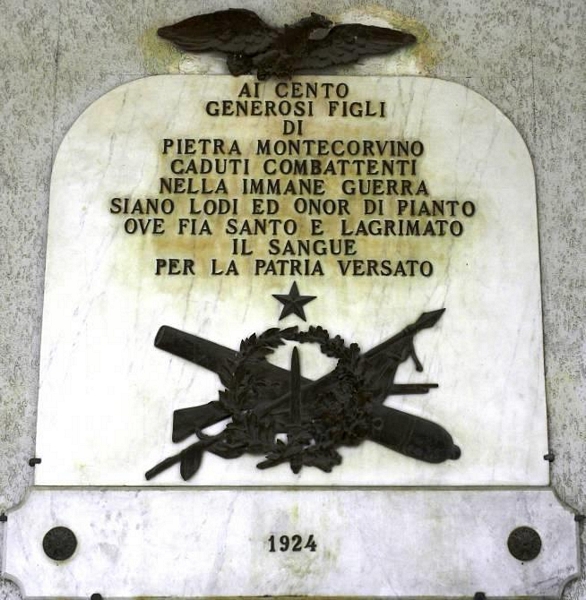 AI CENTO
GENEROSI FIGLI
DI
PIETRA MONTECORVINO
CADUTI COMBATTENTI
NELLA IMMANE GUERRA
SIANO LODI ED ONOR DI PIANTO
OVE FIA SANTO E LAGRIMATO
IL SANGUE
PER LA PATRIA VERSATO
1924